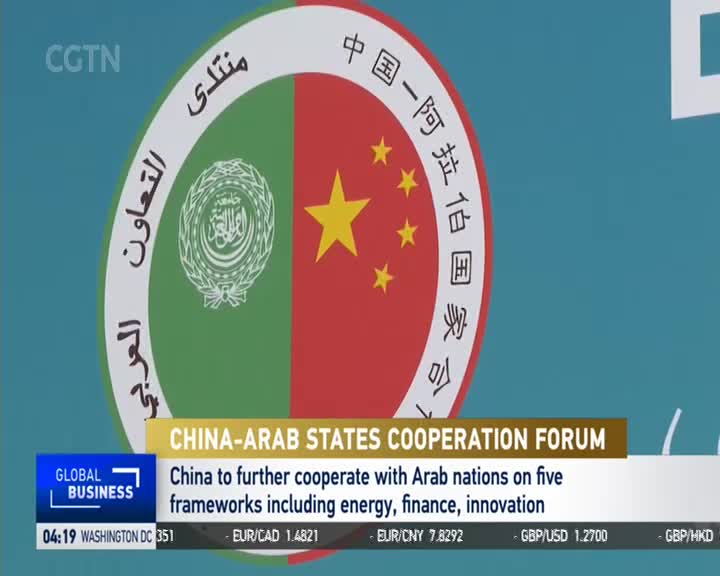 CGTN
منتدى التعاون العربي
中国—阿拉伯国家合
CHINA-ARAB STATES COOPERATION FORUM
GLOBAL BUSINESS
China to further cooperate with Arab nations on five
frameworks including energy, finance, innovation
04:19 WASHINGTON DC 351 - EUR/CAD 1.4821 - EUR/CNY 7.8292 - GBP/USD 1.2700 - GBP/HKD